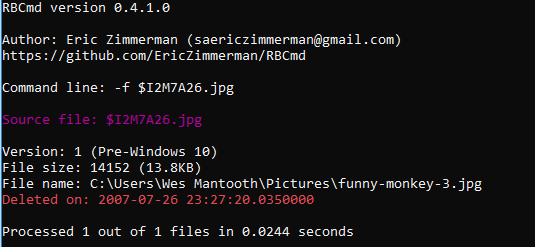 RBCmd version 0.4.1.0
Author: Eric Zimmerman (saericzimmerman@gmail.com)
https://github.com/EricZimmerman/RBCmd
Command line: -f $I2M7A26.jpg
Source file: $I2M7A26.jpg
Version: 1 (Pre-Windows 10)
File size: 14152 (13.8KB)
File name: C:\Users\Wes Mantooth\Pictures\funny-monkey-3.jpg
Deleted on: 2007-07-26 23:27:20.0350000
Processed 1 out of 1 files in 0.0244 seconds